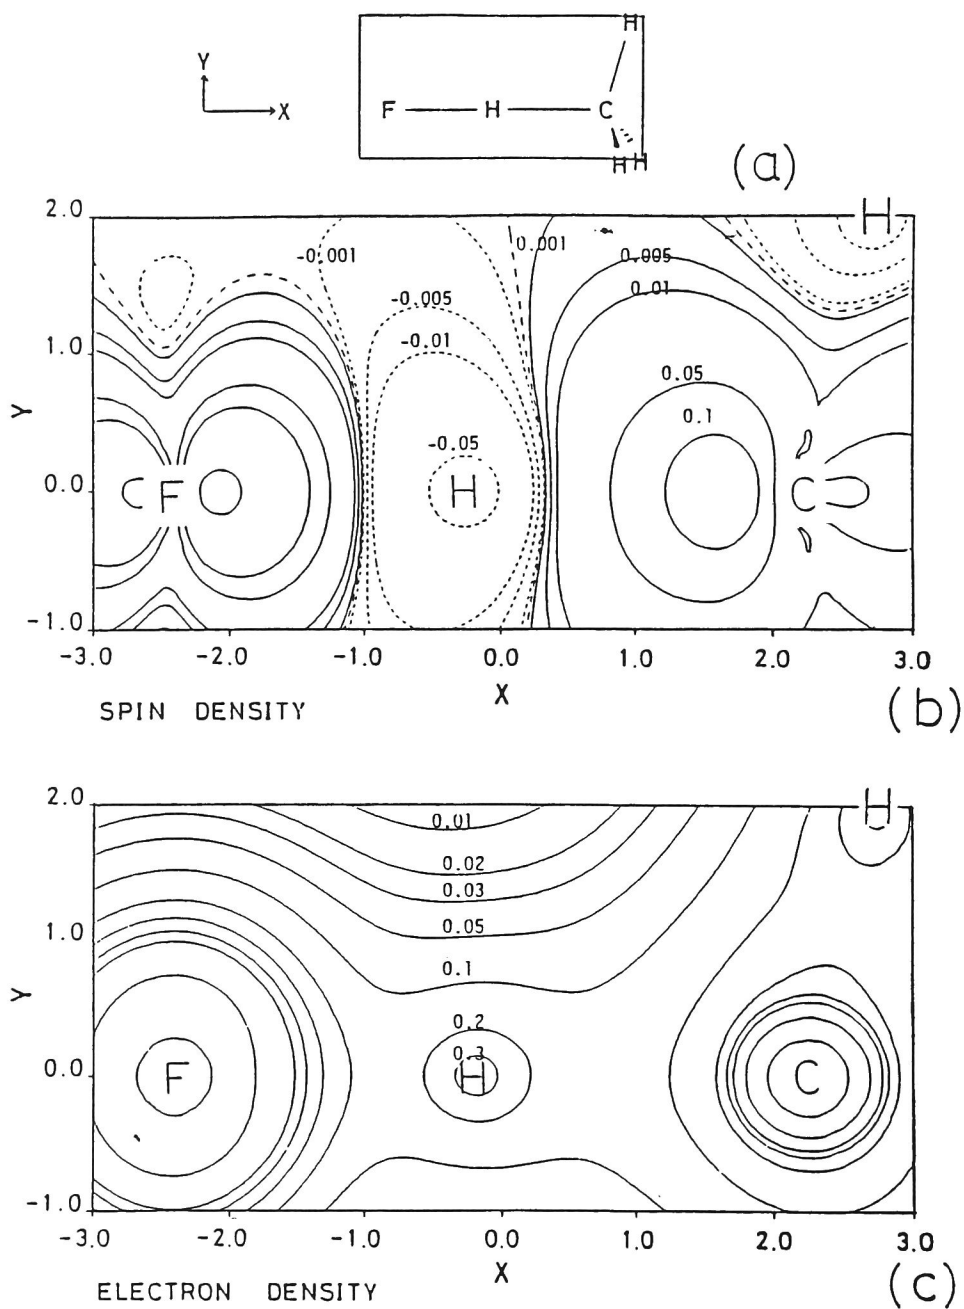 H
Y
X
F H C
H H
(a)
2.0
H
-0.001
0.001
0.005
-0.005
0.01
1.0
-0.01
0.05
0.1
Y
-0.05
0.0
F H C
-1.0
-3.0 -2.0 -1.0 0.0 1.0 2.0 3.0
X
SPIN DENSITY
(b)
2.0
H
0.01
0.02
0.03
1.0
0.05
0.1
Y
0.2
0.3
0.0
F H C
-1.0
-3.0 -2.0 -1.0 0.0 1.0 2.0 3.0
X
ELECTRON DENSITY
(c)